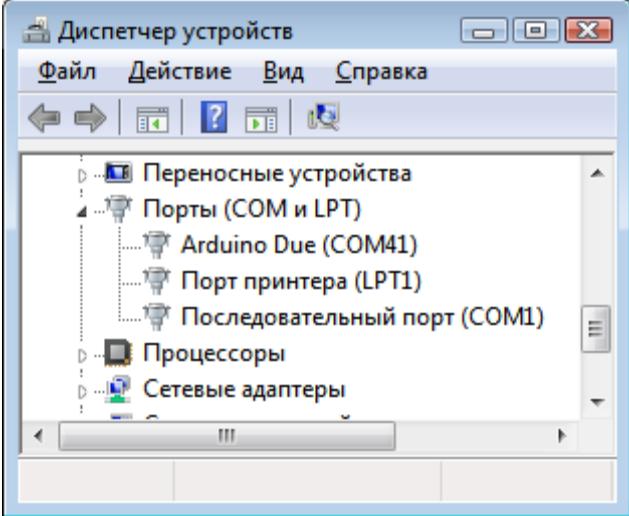 Диспетчер устройств
Файл Действие Вид Справка
Переносные устройства
Порты (COM и LPT)
Arduino Due (COM41)
Порт принтера (LPT1)
Последовательный порт (COM1)
Процессоры
Сетевые адаптеры